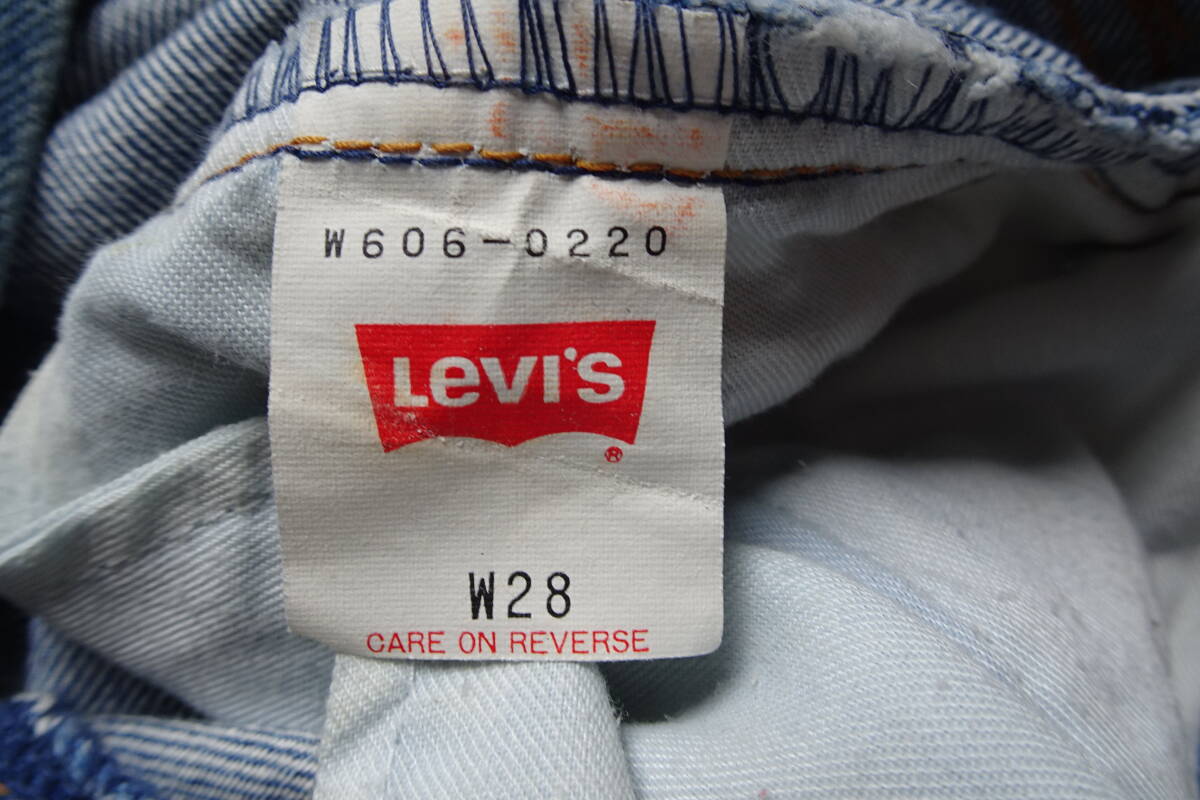 W606-0220
LEVI'S
®
W28
CARE ON REVERSE